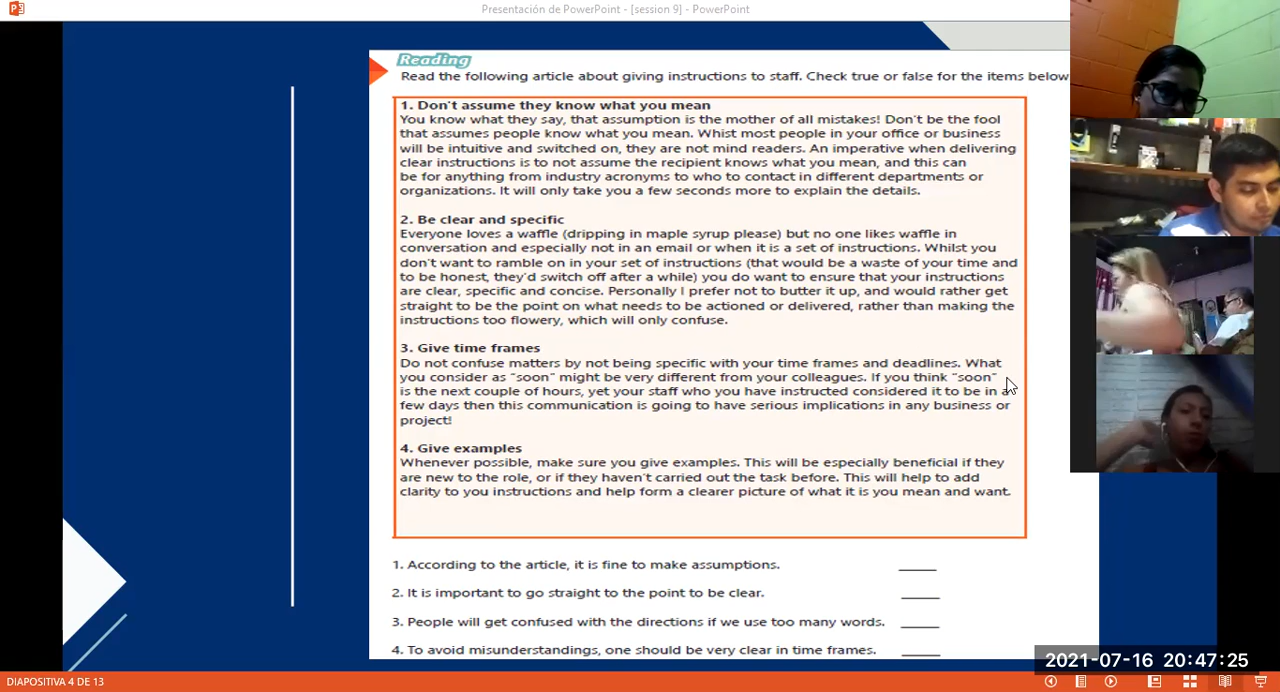 Presentación de PowerPoint - [session 9] - PowerPoint
Reading
Read the following article about giving instructions to staff. Check true or false for the items below
1. Don't assume they know what you mean
You know what they say, that assumption is the mother of all mistakes! Don't be the fool
that assumes people know what you mean. Whist most people in your office or business
will be intuitive and switched on, they are not mind readers. An imperative when delivering
clear instructions is to not assume the recipient knows what you mean, and this can
be for anything from industry acronyms to who to contact in different departments or
organizations. It will only take you a few seconds more to explain the details.
2. Be clear and specific
Everyone loves a waffle (dripping in maple syrup please) but no one likes waffle in
conversation and especially not in an email or when it is a set of instructions. Whilst you
don't want to ramble on in your set of instructions (that would be a waste of your time and
to be honest, they'd switch off after a while) you do want to ensure that your instructions
are clear, specific and concise. Personally I prefer not to butter it up, and would rather get
straight to be the point on what needs to be actioned or delivered, rather than making the
instructions too flowery, which will only confuse.
3. Give time frames
Do not confuse matters by not being specific with your time frames and deadlines. What
you consider as "soon" might be very different from your colleagues. If you think "soon"
is the next couple of hours, yet your staff who you have instructed considered it to be in a
few days then this communication is going to have serious implications in any business or
project!
4. Give examples
Whenever possible, make sure you give examples. This will be especially beneficial if they
are new to the role, or if they haven't carried out the task before. This will help to add
clarity to you instructions and help form a clearer picture of what it is you mean and want.
1. According to the article, it is fine to make assumptions. ____
2. It is important to go straight to the point to be clear. ____
3. People will get confused with the directions if we use too many words. ____
4. To avoid misunderstandings, one should be very clear in time frames. ____
2021-07-16 20:47:25
DIAPOSITIVA 4 DE 13